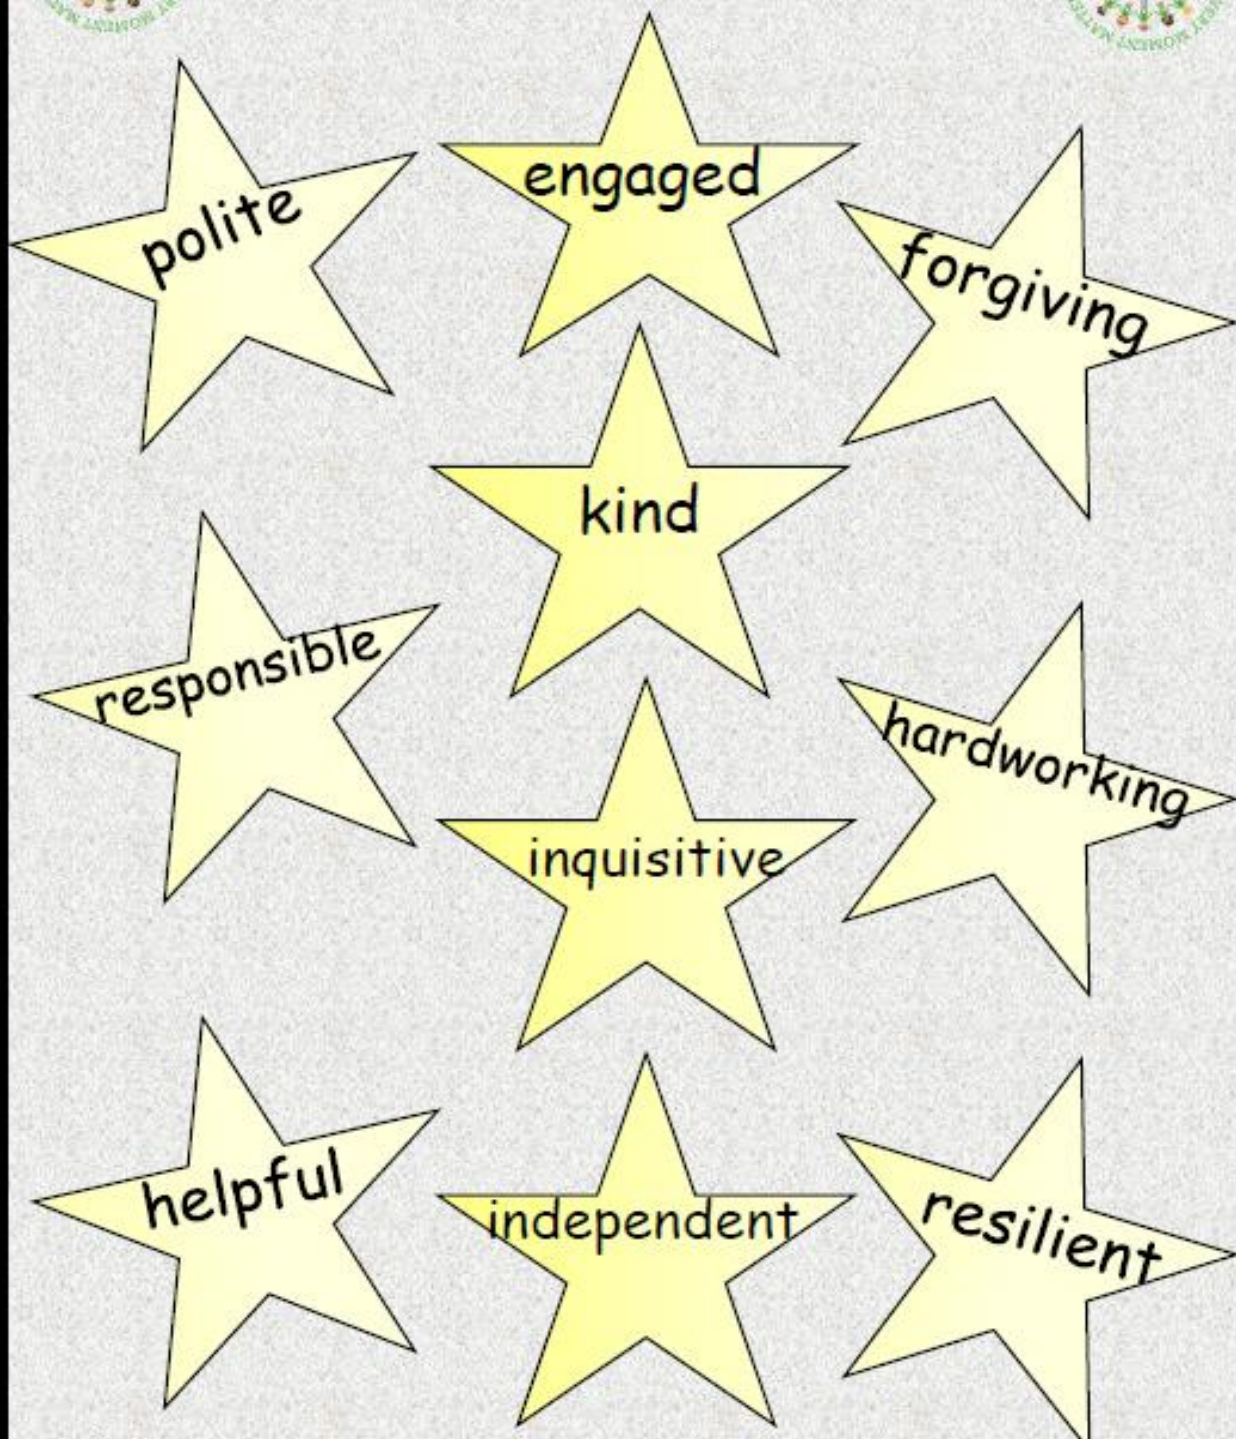 polite
engaged
forgiving
kind
responsible
hardworking
inquisitive
helpful
independent
resilient